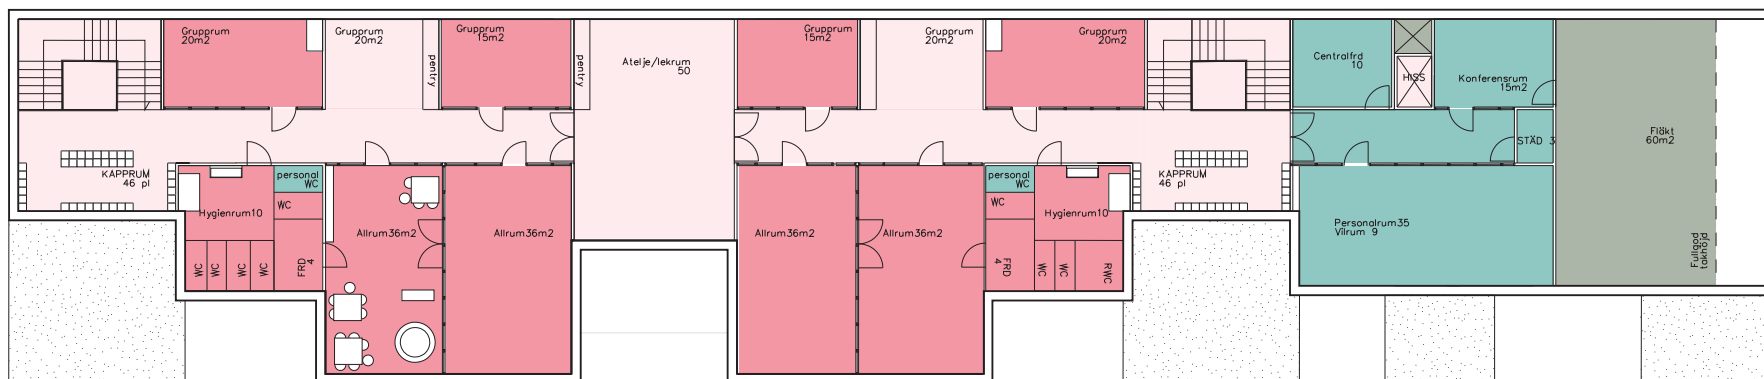 Grupprum
20m2
Grupprum
20m2
pentry
Grupprum
15m2
pentry
Atelje/lekrum
50
Grupprum
15m2
Grupprum
20m2
Grupprum
20m2
Centralfrd
10
HISS
Konferensrum
15m2
STÄD 3
Fläkt
60m2
KAPPRUM
46 pl
personal
WC
WC
Hygienrum10
WC
WC
WC
WC
FRD
4
Allrum36m2
Allrum36m2
Allrum36m2
Allrum36m2
personal
WC
WC
Hygienrum10
FRD
4
WC
WC
RWC
KAPPRUM
46 pl
Personalrum35
Vilrum 9
Fullgod
takhöjd